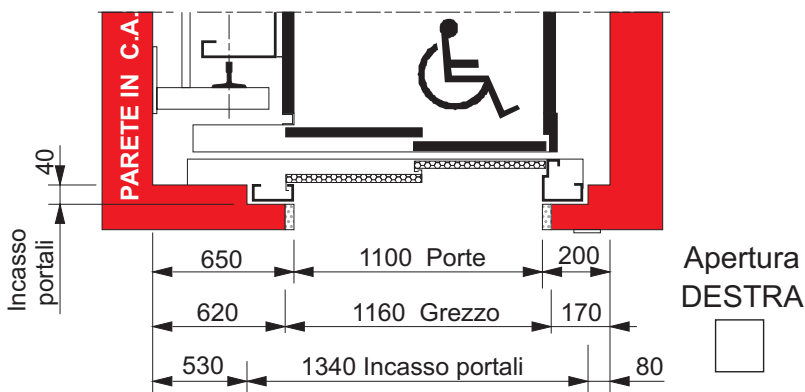 PARETE IN C.A.
40
Incasso
portali
650 1100 Porte 200
620 1160 Grezzo 170
530 1340 Incasso portali 80
Apertura
DESTRA